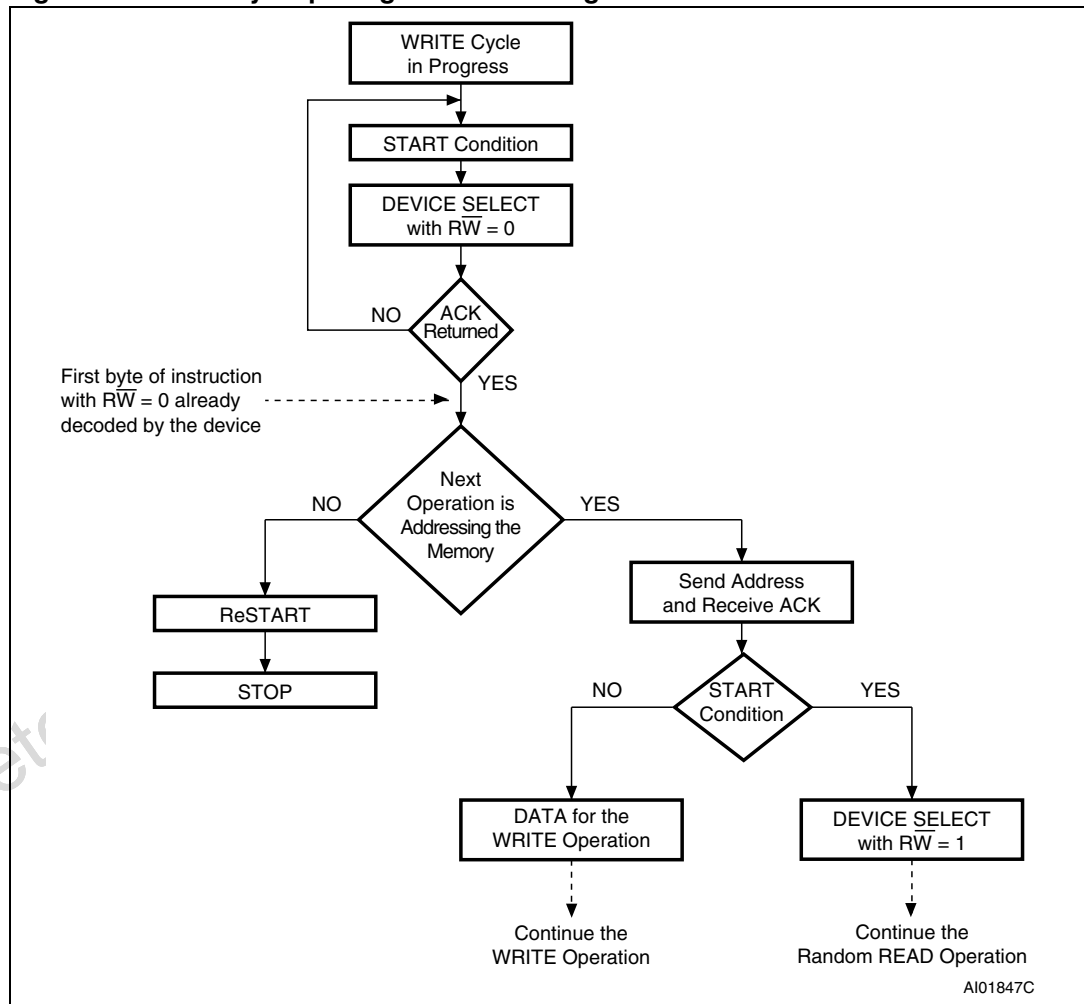 WRITE Cycle
in Progress
START Condition
DEVICE SELECT
with RW̅ = 0
NO
ACK
Returned
YES
First byte of instruction
with RW̅ = 0 already
decoded by the device
Next
Operation is
Addressing the
Memory
NO
YES
ReSTART
STOP
Send Address
and Receive ACK
START
Condition
NO
YES
DATA for the
WRITE Operation
DEVICE SELECT
with RW̅ = 1
Continue the
WRITE Operation
Continue the
Random READ Operation
AI01847C